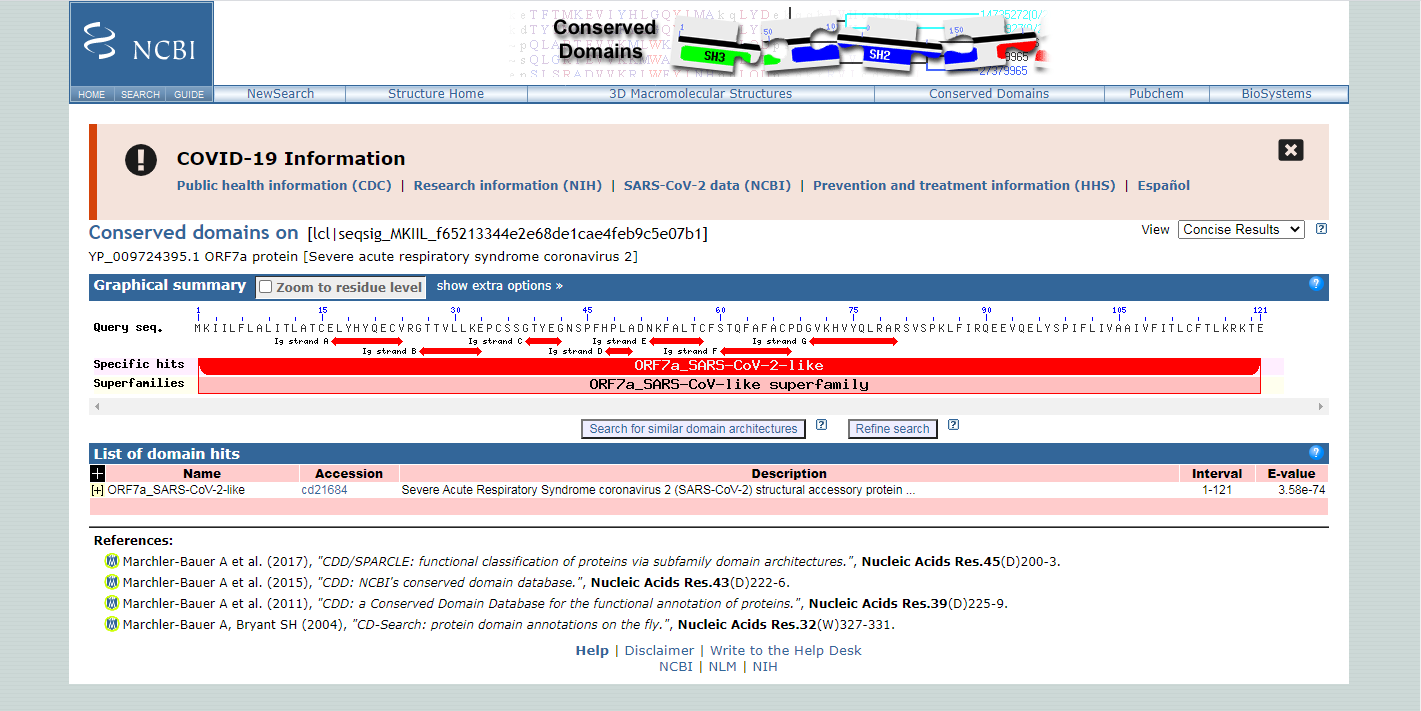 NCBI
HOME SEARCH GUIDE
Conserved
Domains
1 50 10 150
SH3 SH2
14735272(0/
9965
27379965
NewSearch Structure Home 3D Macromolecular Structures Conserved Domains Pubchem BioSystems
COVID-19 Information
Public health information (CDC) | Research information (NIH) | SARS-CoV-2 data (NCBI) | Prevention and treatment information (HHS) | Español
Conserved domains on [lcl|seqsig_MKIIL_f65213344e2e68de1cae4feb9c5e07b1] View Concise Results ?
YP_009724395.1 ORF7a protein [Severe acute respiratory syndrome coronavirus 2]
Graphical summary Zoom to residue level show extra options » ?
1 15 30 45 60 75 90 105 121
Query seq. MKIILFLALITLATCELYHYQECVRGTTVLLKEPCSSGTYEGNSPFHPLADNKFALTCFSTQFAFACPDGVKHVYQLRARSVSPKLFIRQEEVQELYSPIFLIVAAIVFITLCFTLKRKTE
Ig strand A Ig strand C Ig strand E Ig strand G
Ig strand B Ig strand D Ig strand F
Specific hits ORF7a_SARS-CoV-2-like
Superfamilies ORF7a_SARS-CoV-like superfamily
Search for similar domain architectures ? Refine search ?
List of domain hits ?
+ Name Accession Description Interval E-value
[+] ORF7a_SARS-CoV-2-like cd21684 Severe Acute Respiratory Syndrome coronavirus 2 (SARS-CoV-2) structural accessory protein ... 1-121 3.58e-74
References:
Marchler-Bauer A et al. (2017), "CDD/SPARCLE: functional classification of proteins via subfamily domain architectures.", Nucleic Acids Res.45(D)200-3.
Marchler-Bauer A et al. (2015), "CDD: NCBI's conserved domain database.", Nucleic Acids Res.43(D)222-6.
Marchler-Bauer A et al. (2011), "CDD: a Conserved Domain Database for the functional annotation of proteins.", Nucleic Acids Res.39(D)225-9.
Marchler-Bauer A, Bryant SH (2004), "CD-Search: protein domain annotations on the fly.", Nucleic Acids Res.32(W)327-331.
Help | Disclaimer | Write to the Help Desk
NCBI | NLM | NIH